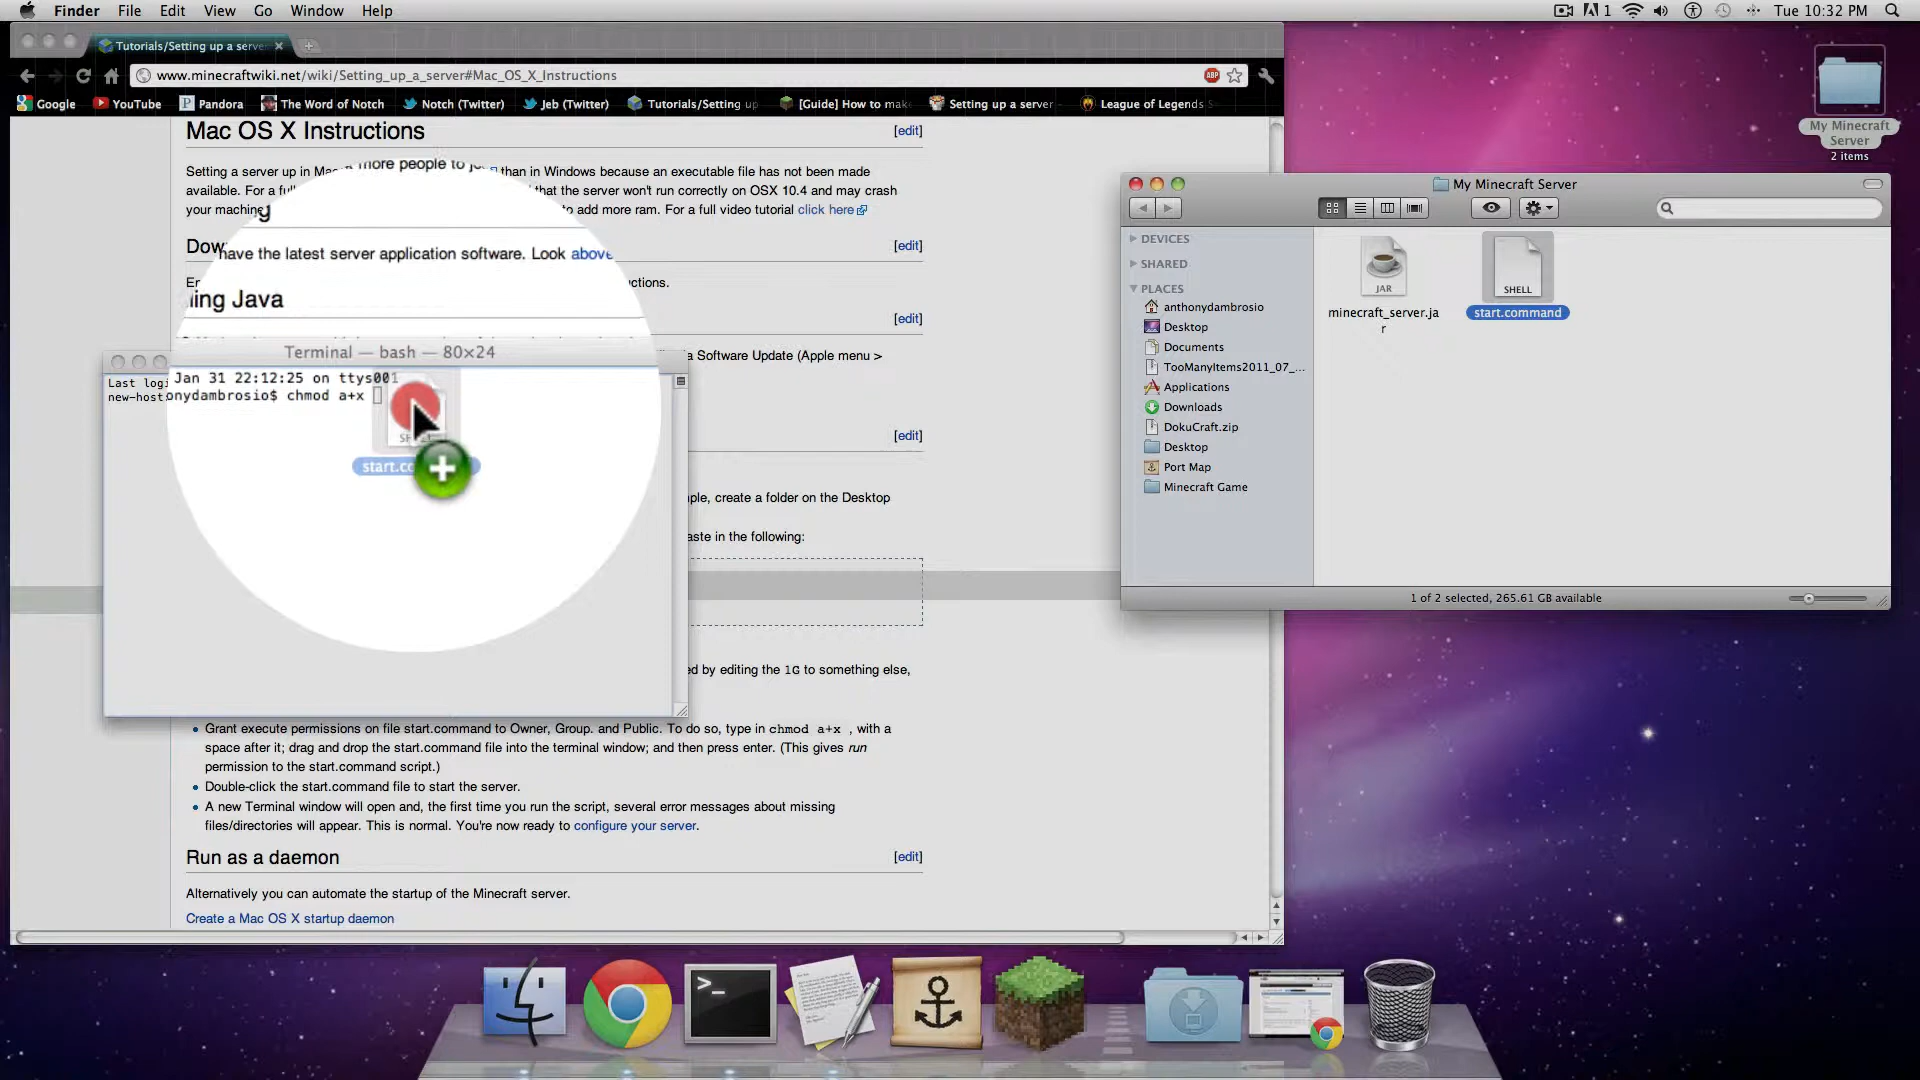 Finder File Edit View Go Window Help
1 Tue 10:32 PM
Tutorials/Setting up a serve
www.minecraftwiki.net/wiki/Setting_up_a_server#Mac_OS_X_Instructions
ABP
Google YouTube Pandora The Word of Notch Notch (Twitter) Jeb (Twitter) Tutorials/Setting up [Guide] How to make Setting up a server League of Legends
Mac OS X Instructions [edit]
Setting a server up in than in Windows because an executable file has not been made
available. For a that the server won't run correctly on OSX 10.4 and may crash
your machine to add more ram. For a full video tutorial click here
more people to
Dow [edit]
have the latest server application software. Look above
ctions.
ing Java [edit]
a Software Update (Apple menu >
Terminal — bash — 80×24
Last logi Jan 31 22:12:25 on ttys001
new-host: onydambrosio$ chmod a+x
start.co
[edit]
ple, create a folder on the Desktop
aste in the following:
ed by editing the 1G to something else,
Grant execute permissions on file start.command to Owner, Group. and Public. To do so, type in chmod a+x , with a
space after it; drag and drop the start.command file into the terminal window; and then press enter. (This gives run
permission to the start.command script.)
Double-click the start.command file to start the server.
A new Terminal window will open and, the first time you run the script, several error messages about missing
files/directories will appear. This is normal. You're now ready to configure your server.
Run as a daemon [edit]
Alternatively you can automate the startup of the Minecraft server.
Create a Mac OS X startup daemon
My Minecraft
Server
2 items
My Minecraft Server
DEVICES
SHARED
PLACES
anthonydambrosio
Desktop
Documents
TooManyItems2011_07_...
Applications
Downloads
DokuCraft.zip
Desktop
Port Map
Minecraft Game
JAR
minecraft_server.ja
r
SHELL
start.command
1 of 2 selected, 265.61 GB available
>_